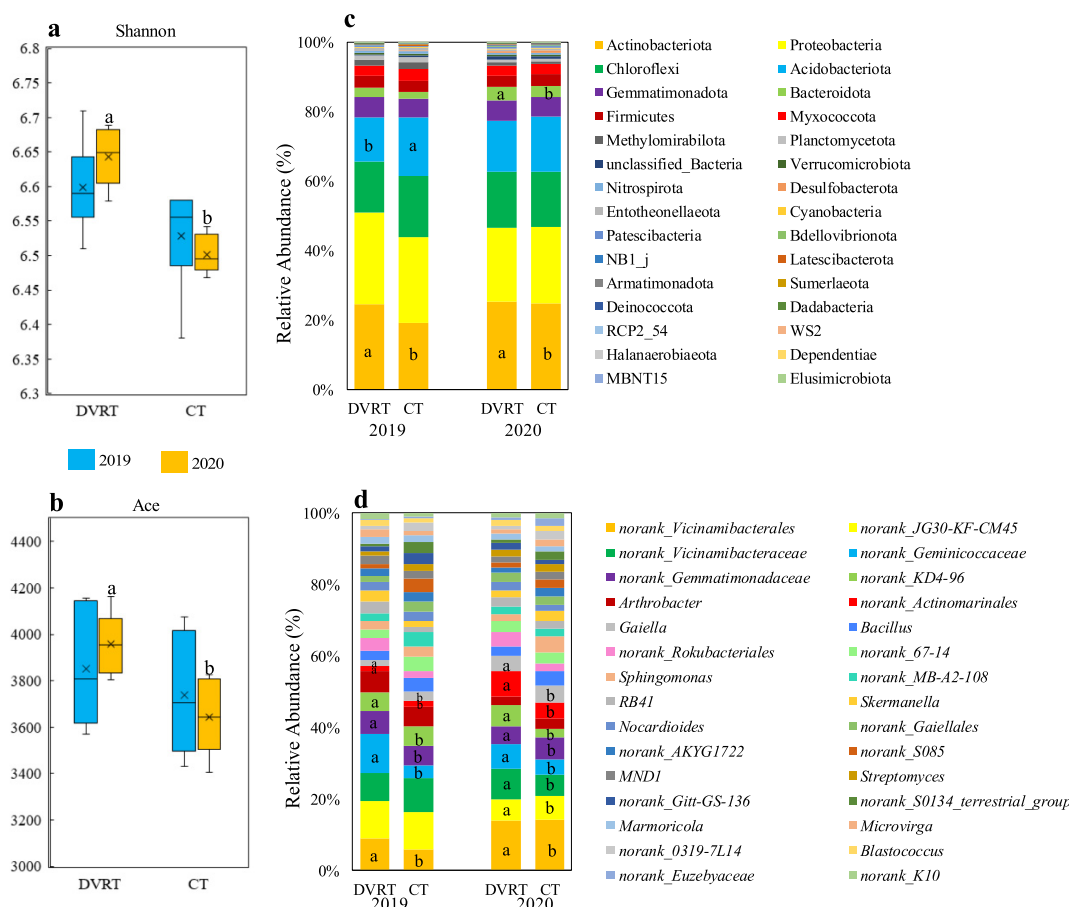 a
Shannon
6.8
6.75
6.7
6.65
6.6
6.55
6.5
6.45
6.4
6.35
6.3
a
b
DVRT
CT
2019
2020
b
Ace
4400
4200
4000
3800
3600
3400
3200
3000
a
b
DVRT
CT
c
Relative Abundance (%)
100%
80%
60%
40%
20%
0%
b
a
a
b
a
b
a
b
DVRT CT
DVRT CT
2019
2020
Actinobacteriota
Proteobacteria
Chloroflexi
Acidobacteriota
Gemmatimonadota
Bacteroidota
Firmicutes
Myxococcota
Methylomirabilota
Planctomycetota
unclassified_Bacteria
Verrucomicrobiota
Nitrospirota
Desulfobacterota
Entotheonellaeota
Cyanobacteria
Patescibacteria
Bdellovibrionota
NB1_j
Latescibacterota
Armatimonadota
Sumerlaeota
Deinococcota
Dadabacteria
RCP2_54
WS2
Halanaerobiaeota
Dependentiae
MBNT15
Elusimicrobiota
d
Relative Abundance (%)
100%
80%
60%
40%
20%
0%
a
a
a
a
a
b
b
b
b
b
b
a
a
a
a
a
a
a
a
b
b
b
b
b
b
b
b
DVRT CT
DVRT CT
2019
2020
norank_Vicinamibacterales
norank_JG30-KF-CM45
norank_Vicinamibacteraceae
norank_Geminicoccaceae
norank_Gemmatimonadaceae
norank_KD4-96
Arthrobacter
norank_Actinomarinales
Gaiella
Bacillus
norank_Rokubacteriales
norank_67-14
Sphingomonas
norank_MB-A2-108
RB41
Skermanella
Nocardioides
norank_Gaiellales
norank_AKYG1722
norank_S085
MND1
Streptomyces
norank_Gitt-GS-136
norank_S0134_terrestrial_group
Marmoricola
Microvirga
norank_0319-7L14
Blastococcus
norank_Euzebyaceae
norank_K10